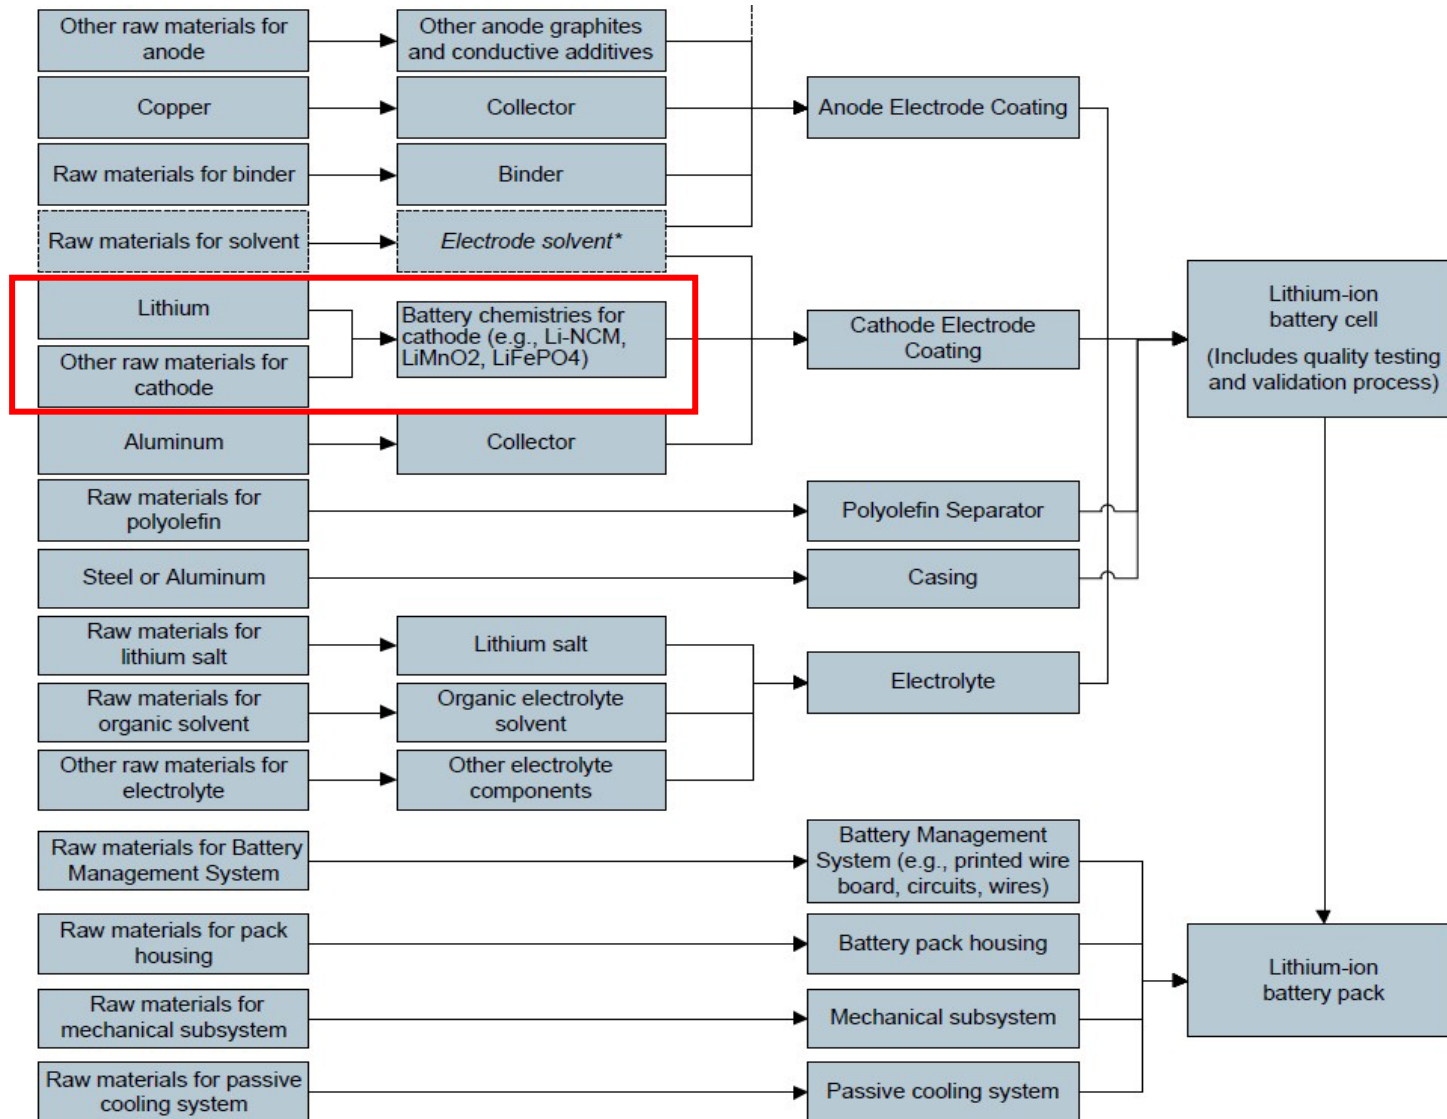 Other raw materials for
anode
Other anode graphites
and conductive additives
Copper
Collector
Anode Electrode Coating
Raw materials for binder
Binder
Raw materials for solvent
Electrode solvent*
Lithium
Other raw materials for
cathode
Battery chemistries for
cathode (e.g., Li-NCM,
LiMnO2, LiFePO4)
Cathode Electrode
Coating
Lithium-ion
battery cell
(Includes quality testing
and validation process)
Aluminum
Collector
Raw materials for
polyolefin
Polyolefin Separator
Steel or Aluminum
Casing
Raw materials for
lithium salt
Lithium salt
Raw materials for
organic solvent
Organic electrolyte
solvent
Electrolyte
Other raw materials for
electrolyte
Other electrolyte
components
Raw materials for Battery
Management System
Battery Management
System (e.g., printed wire
board, circuits, wires)
Raw materials for pack
housing
Battery pack housing
Lithium-ion
battery pack
Raw materials for
mechanical subsystem
Mechanical subsystem
Raw materials for passive
cooling system
Passive cooling system